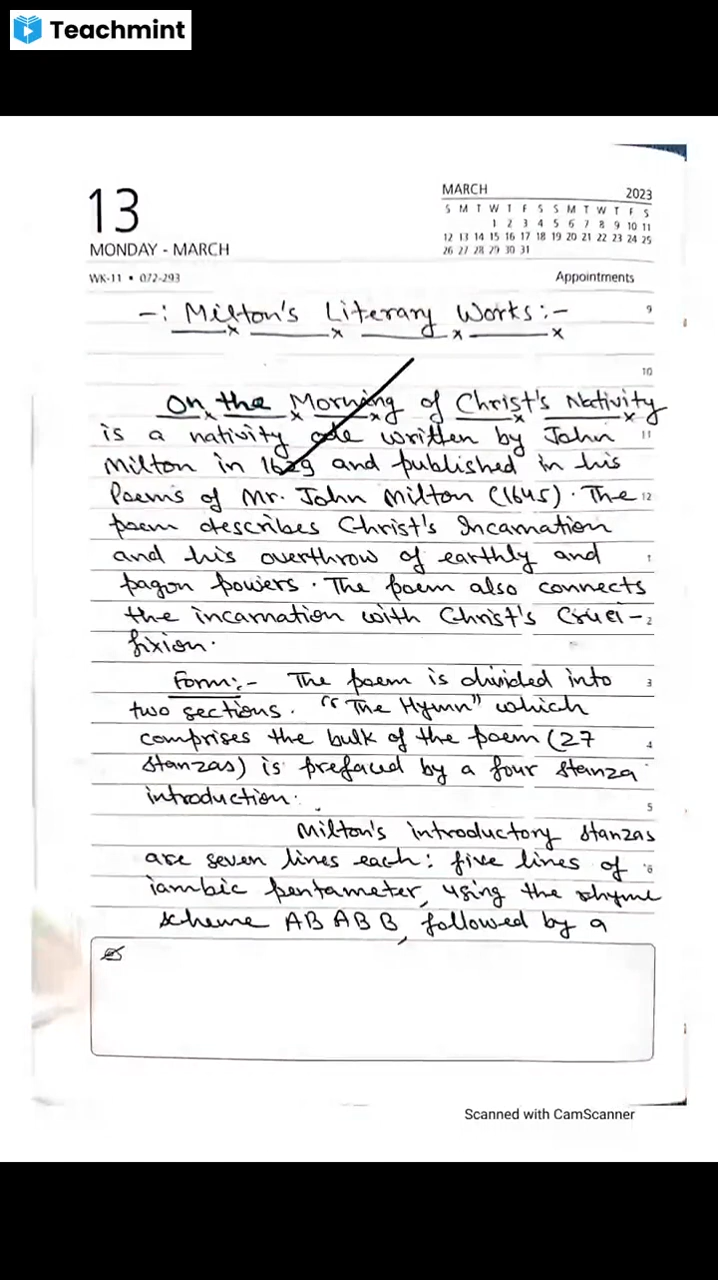 Teachmint
13
MONDAY - MARCH
MARCH 2023
S M T W T F S S M T W T F S
1 2 3 4 5 6 7 8 9 10 11
12 13 14 15 16 17 18 19 20 21 22 23 24 25
26 27 28 29 30 31
WK-11 • 072-293
Appointments
-: Milton's Literary Works:-
9
10
On the Morning of Christ's Nativity
is a nativity ode written by John
11
Milton in 1629 and published in his
Poems of Mr. John Milton (1645). The
12
poem describes Christ's Incarnation
and his overthrow of earthly and
1
pagon powers. The poem also connects
the incarnation with Christ's Cruci-
2
fixion.
Form:- The poem is divided into
3
two sections. "The Hymn" which
comprises the bulk of the poem (27
4
stanzas) is prefaced by a four stanza
introduction.
5
Milton's introductory stanzas
are seven lines each: five lines of
6
iambic pentameter, using the rhyme
scheme ABABB, followed by a
Scanned with CamScanner